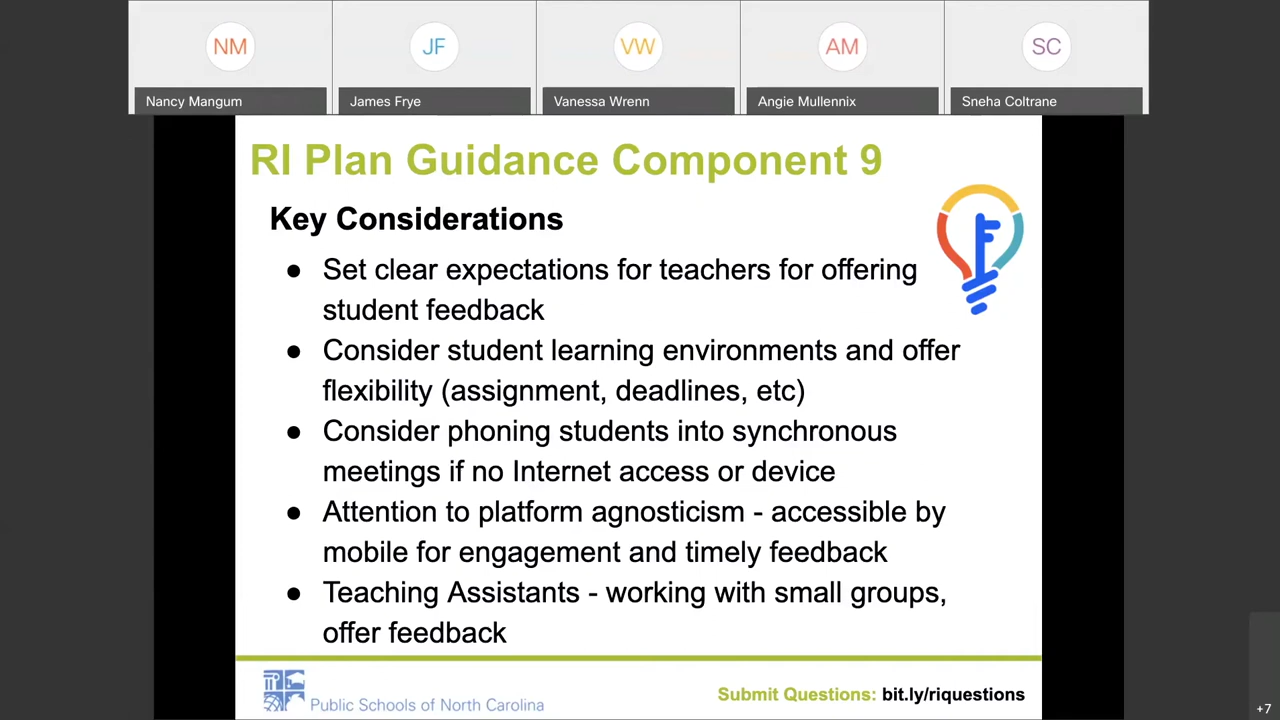 NM JF VW AM SC
Nancy Mangum James Frye Vanessa Wrenn Angie Mullennix Sneha Coltrane
RI Plan Guidance Component 9
Key Considerations
● Set clear expectations for teachers for offering
student feedback
● Consider student learning environments and offer
flexibility (assignment, deadlines, etc)
● Consider phoning students into synchronous
meetings if no Internet access or device
● Attention to platform agnosticism - accessible by
mobile for engagement and timely feedback
● Teaching Assistants - working with small groups,
offer feedback
Public Schools of North Carolina
Submit Questions: bit.ly/riquestions
+7